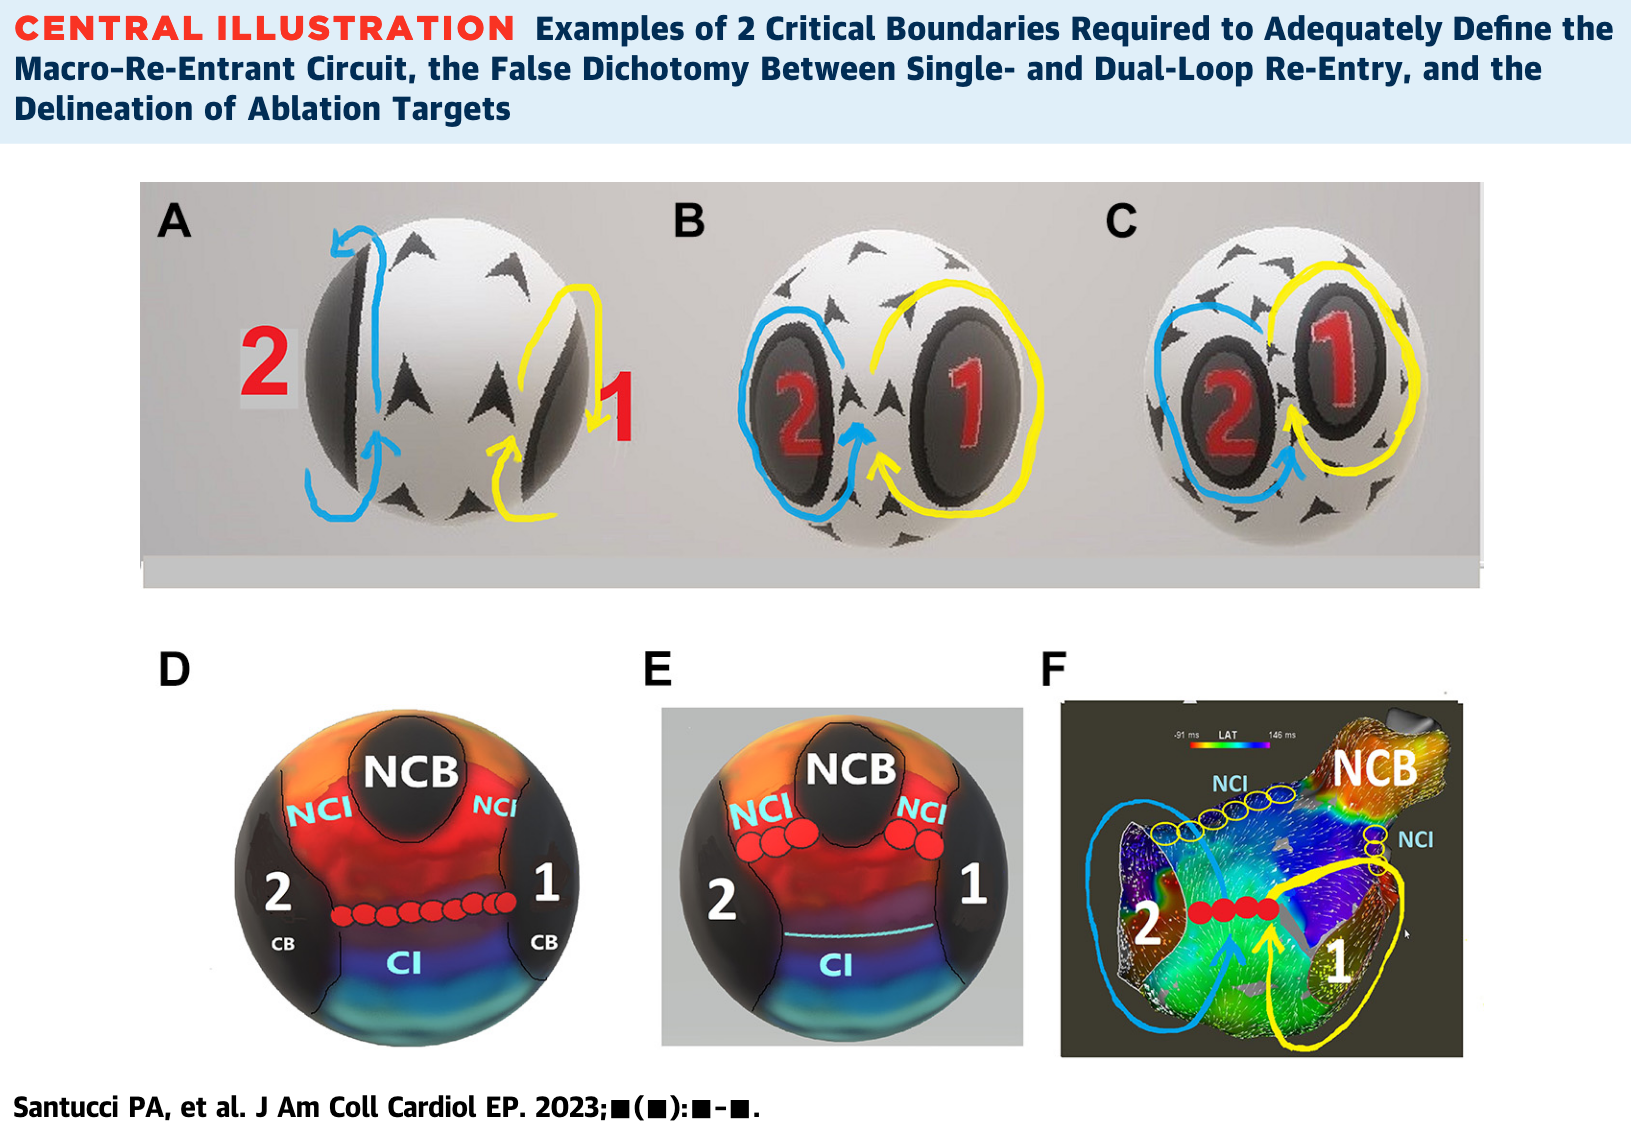 CENTRAL ILLUSTRATION Examples of 2 Critical Boundaries Required to Adequately Define the
Macro-Re-Entrant Circuit, the False Dichotomy Between Single- and Dual-Loop Re-Entry, and the
Delineation of Ablation Targets
A
B
C
2
1
2
1
2
1
D
E
F
NCB
NCI
NCI
2
1
CB
CB
CI
NCB
NCI
NCI
2
1
CI
-91 ms LAT 146 ms
NCB
NCI
NCI
2
1
Santucci PA, et al. J Am Coll Cardiol EP. 2023;■(■):■-■.